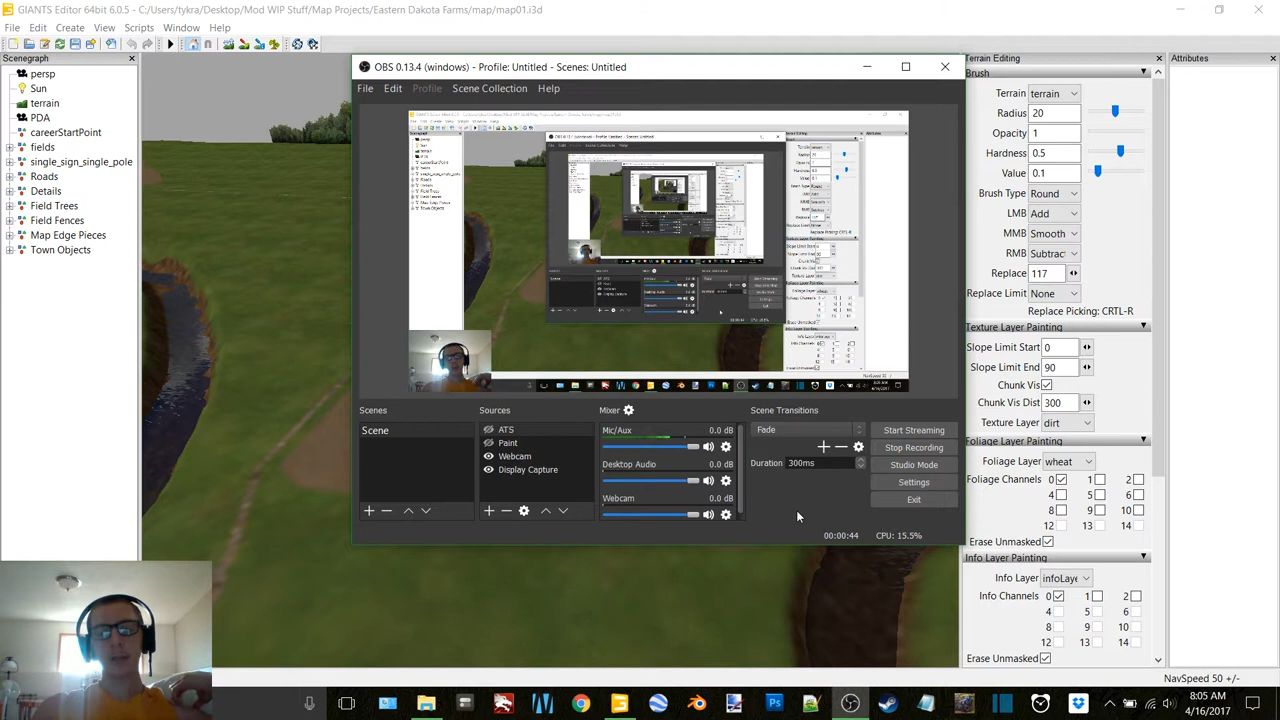 GIANTS Editor 64bit 6.0.5 - C:/Users/tykra/Desktop/Mod WIP Stuff/Map Projects/Eastern Dakota Farms/map/map01.i3d
File Edit Create View Scripts Window Help
Scenegraph
persp
Sun
terrain
PDA
careerStartPoint
fields
single_sign_single_pole
Roads
Details
Field Trees
Field Fences
Map Edge Pieces
Town Objects
OBS 0.13.4 (windows) - Profile: Untitled - Scenes: Untitled
File Edit Profile Scene Collection Help
Scenes
Scene
Sources
ATS
Paint
Webcam
Display Capture
Mixer
Mic/Aux 0.0 dB
Desktop Audio 0.0 dB
Webcam 0.0 dB
Scene Transitions
Fade
Duration 300ms
Start Streaming
Stop Recording
Studio Mode
Settings
Exit
00:00:44 CPU: 15.5%
Terrain Editing
Brush
Terrain terrain
Radius 20
Opacity 1
Hardness 0.5
Value 0.1
Brush Type Round
LMB Add
MMB Smooth
RMB Subtrac
Replace 117
Replace Limit None
Replace Picking: CRTL-R
Texture Layer Painting
Slope Limit Start 0
Slope Limit End 90
Chunk Vis
Chunk Vis Dist 300
Texture Layer dirt
Foliage Layer Painting
Foliage Layer wheat
Foliage Channels 0 1 2
4 5 6
8 9 10
12 13 14
Erase Unmasked
Info Layer Painting
Info Layer infoLaye
Info Channels 0 1 2
4 5 6
8 9 10
12 13 14
Erase Unmasked
Attributes
NavSpeed 50 +/-
8:05 AM
4/16/2017